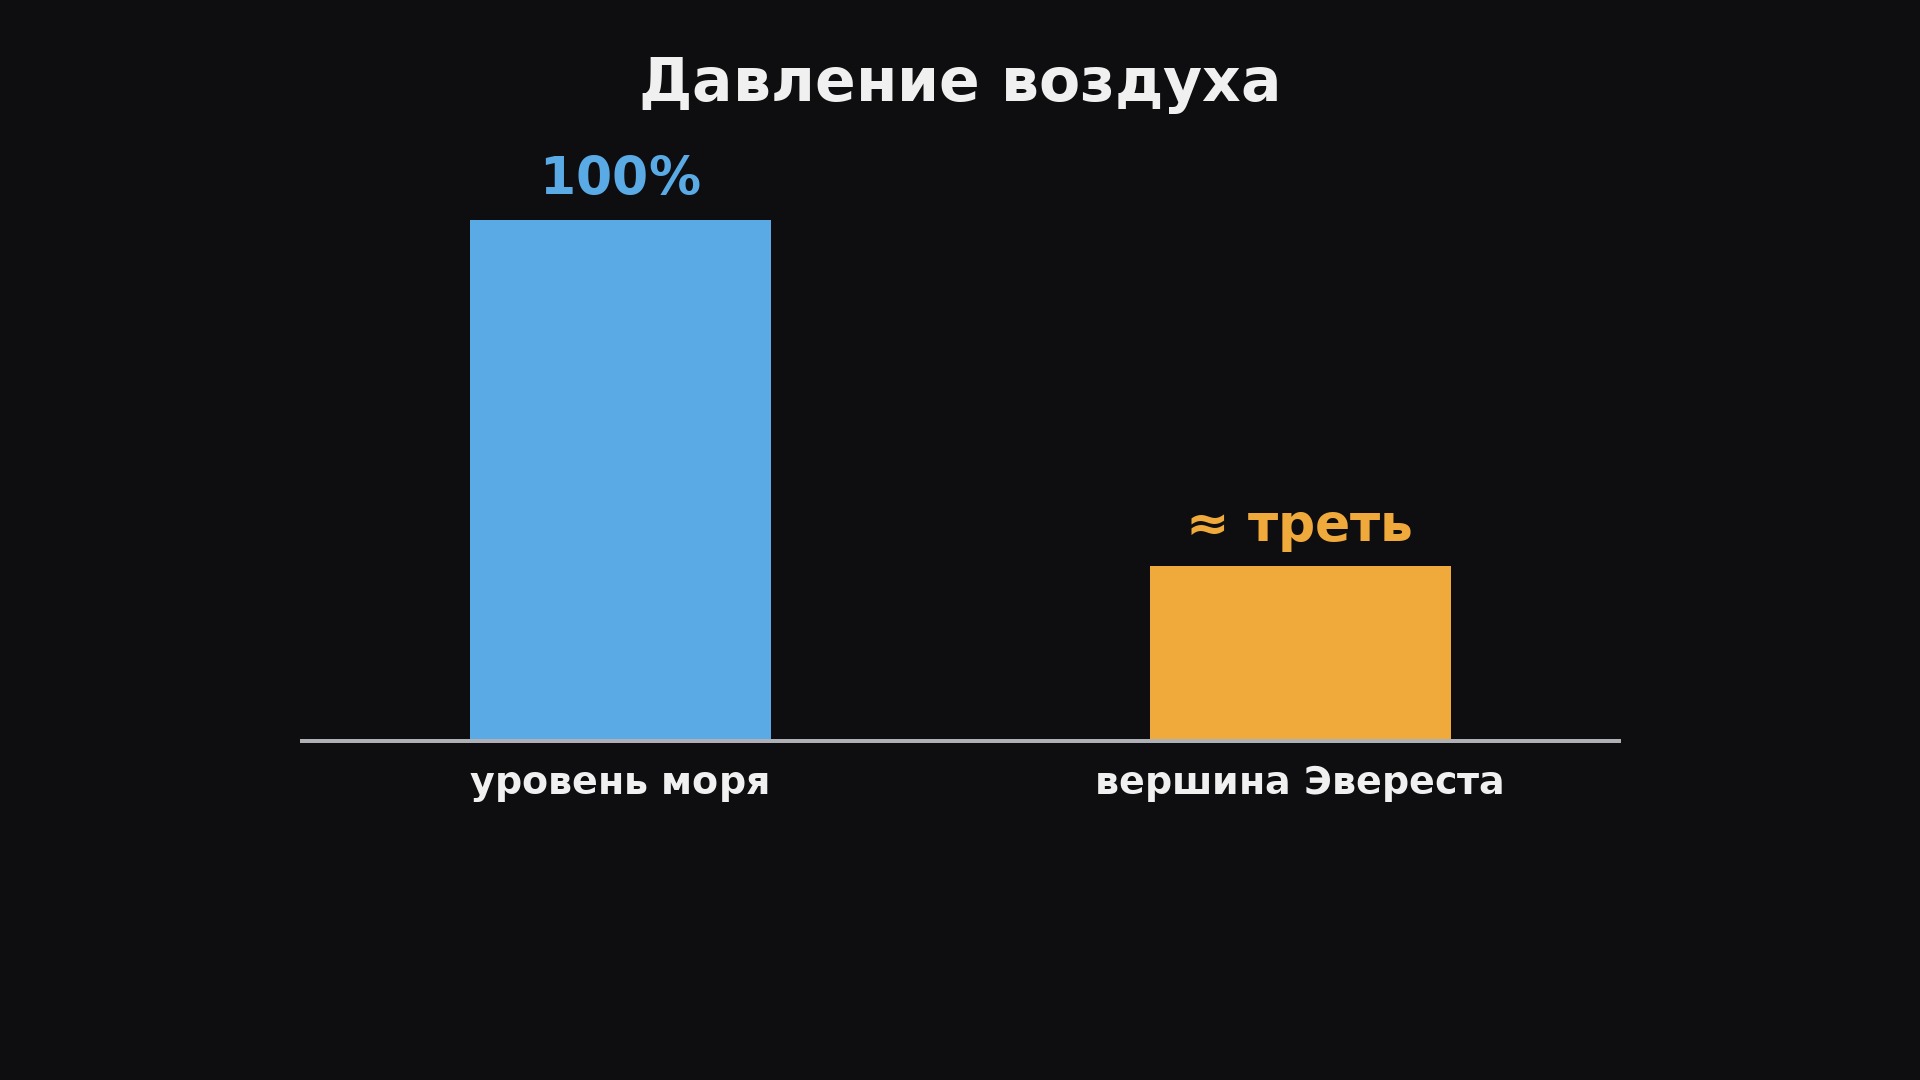 Давление воздуха
100%
≈ треть
уровень моря
вершина Эвереста